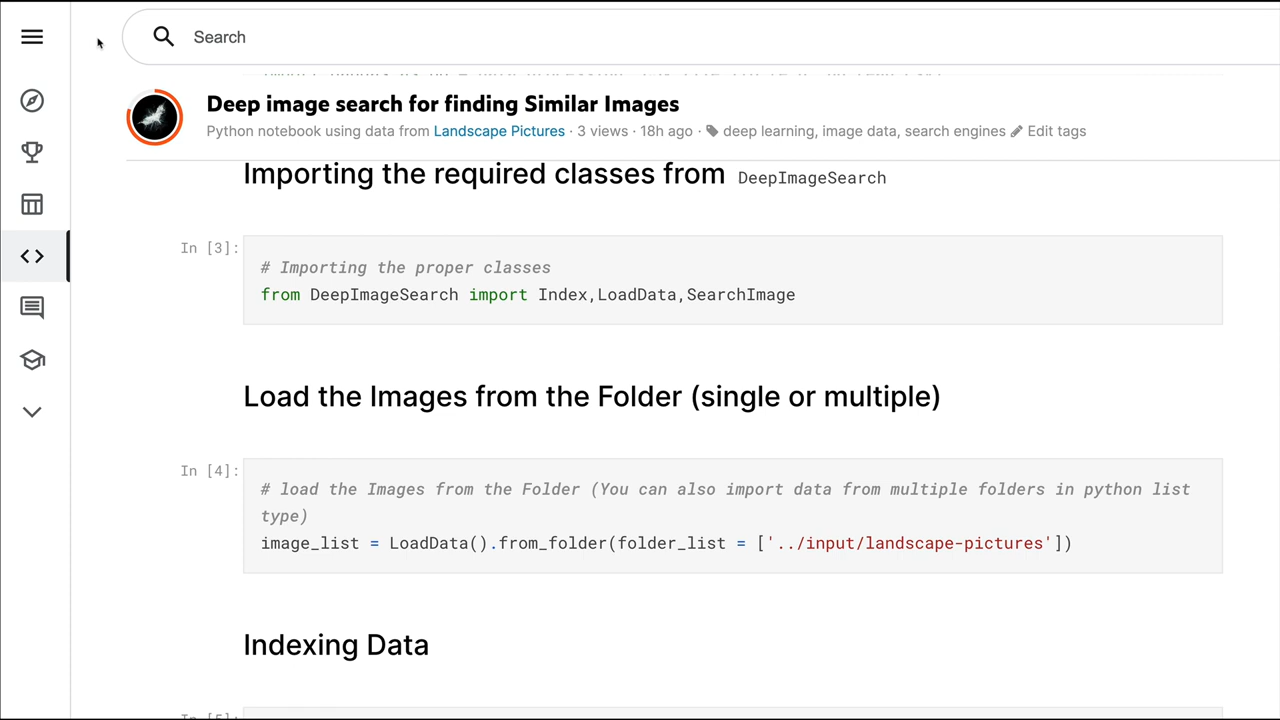 Search
Deep image search for finding Similar Images
Python notebook using data from Landscape Pictures · 3 views · 18h ago · deep learning, image data, search engines Edit tags
Importing the required classes from DeepImageSearch
In [3]:
# Importing the proper classes
from DeepImageSearch import Index,LoadData,SearchImage
Load the Images from the Folder (single or multiple)
In [4]:
# load the Images from the Folder (You can also import data from multiple folders in python list
type)
image_list = LoadData().from_folder(folder_list = ['../input/landscape-pictures'])
Indexing Data
In [5]: